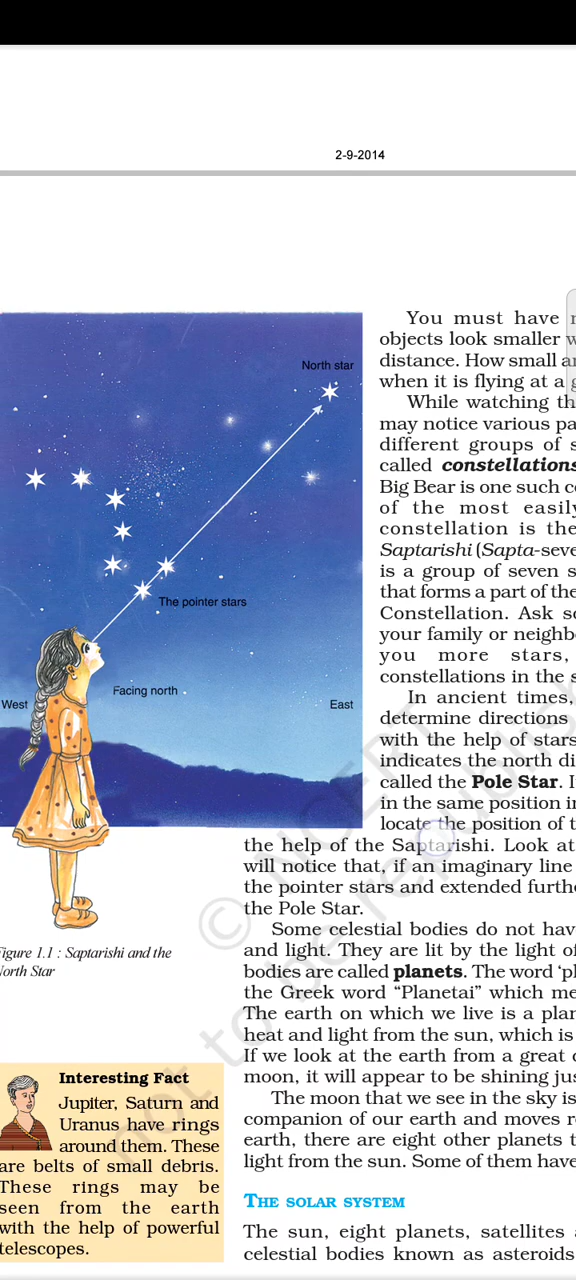 2-9-2014
North star
The pointer stars
Facing north
West
East
Figure 1.1 : Saptarishi and the
North Star
Interesting Fact
Jupiter, Saturn and
Uranus have rings
around them. These
are belts of small debris.
These rings may be
seen from the earth
with the help of powerful
telescopes.
You must have
objects look smaller
distance. How small
when it is flying at a
While watching
may notice various
different groups of
called constellations
Big Bear is one such
of the most easily
constellation is the
Saptarishi (Sapta-
is a group of seven
that forms a part of the
Constellation. Ask
your family or
you more stars,
constellations in the
In ancient times,
determine directions
with the help of stars
indicates the north
called the Pole Star.
in the same position
locate the position of
the help of the Saptarishi. Look at
will notice that, if an imaginary line
the pointer stars and extended
the Pole Star.
Some celestial bodies do not
and light. They are lit by the light of
bodies are called planets. The word
the Greek word “Planetai” which
The earth on which we live is a
heat and light from the sun, which is
If we look at the earth from a great
moon, it will appear to be shining
The moon that we see in the sky is
companion of our earth and moves
earth, there are eight other planets
light from the sun. Some of them have
THE SOLAR SYSTEM
The sun, eight planets, satellites
celestial bodies known as asteroids
© NCERT
not to be republish